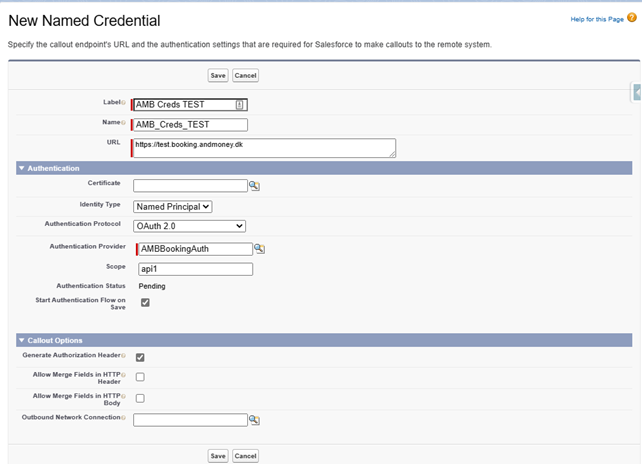 New Named Credential
Help for this Page
Specify the callout endpoint's URL and the authentication settings that are required for Salesforce to make callouts to the remote system.
Save Cancel
Label AMB Creds TEST
Name AMB_Creds_TEST
URL https://test.booking.andmoney.dk
Authentication
Certificate
Identity Type Named Principal
Authentication Protocol OAuth 2.0
Authentication Provider AMBBookingAuth
Scope api1
Authentication Status Pending
Start Authentication Flow on
Save
Callout Options
Generate Authorization Header
Allow Merge Fields in HTTP
Header
Allow Merge Fields in HTTP
Body
Outbound Network Connection
Save Cancel